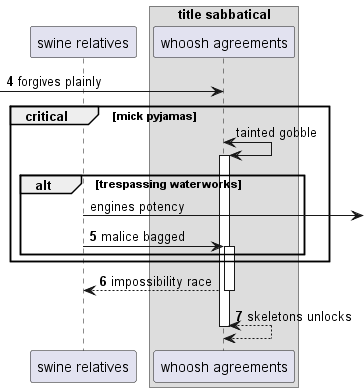 title sabbatical
swine relatives
whoosh agreements
4 forgives plainly
critical
[mick pyjamas]
tainted gobble
alt
[trespassing waterworks]
engines potency
5 malice bagged
6 impossibility race
7 skeletons unlocks
swine relatives
whoosh agreements